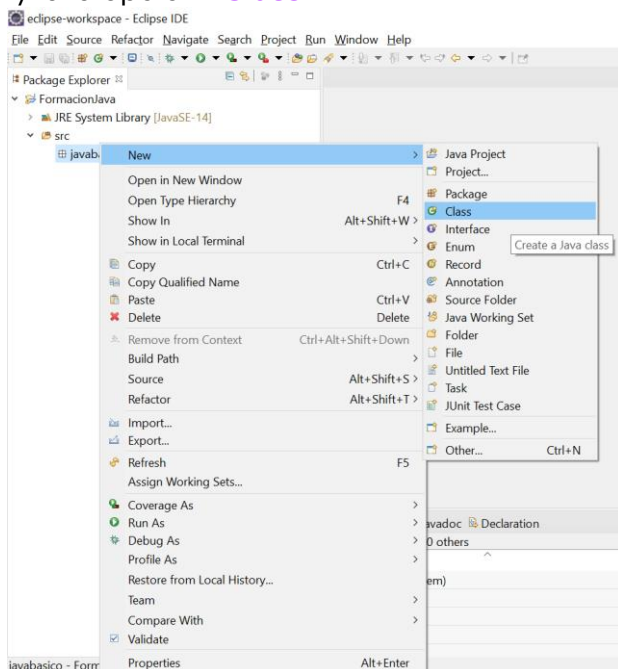 eclipse-workspace - Eclipse IDE
File Edit Source Refactor Navigate Search Project Run Window Help
Package Explorer
FormacionJava
JRE System Library [JavaSE-14]
src
New
Java Project
Project...
Open in New Window
Open Type Hierarchy F4
Package
Show In Alt+Shift+W
Class
Show in Local Terminal
Interface
Enum
Create a Java class
Copy Ctrl+C
Record
Copy Qualified Name
Annotation
Paste Ctrl+V
Source Folder
Delete Delete
Java Working Set
Remove from Context Ctrl+Alt+Shift+Down
Folder
Build Path
File
Source Alt+Shift+S
Untitled Text File
Refactor Alt+Shift+T
Task
JUnit Test Case
Import...
Example...
Export...
Other... Ctrl+N
Refresh F5
Assign Working Sets...
Coverage As
Run As
Declaration
Debug As
0 others
Profile As
Restore from Local History...
Team
Compare With
Validate
Properties Alt+Enter
javabasico